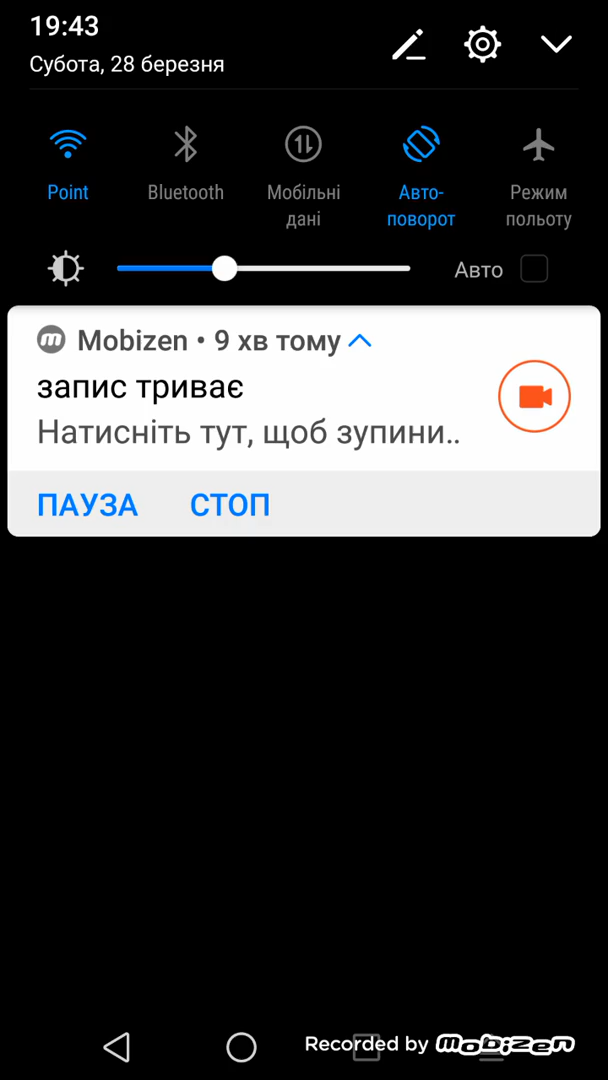 19:43
Субота, 28 березня
Point
Bluetooth
Мобільні
дані
Авто-
поворот
Режим
польоту
Авто
Mobizen • 9 хв тому
запис триває
Натисніть тут, щоб зупини..
ПАУЗА СТОП
Recorded by mobizen